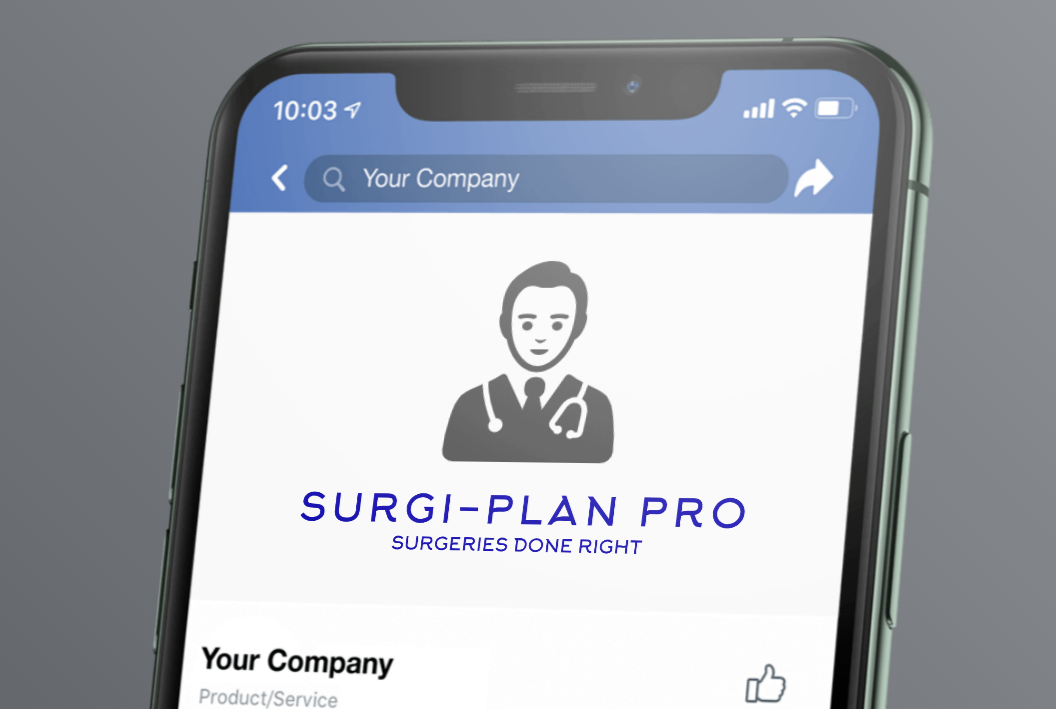 10:03
Your Company
SURGI-PLAN PRO
SURGERIES DONE RIGHT
Your Company
Product/Service